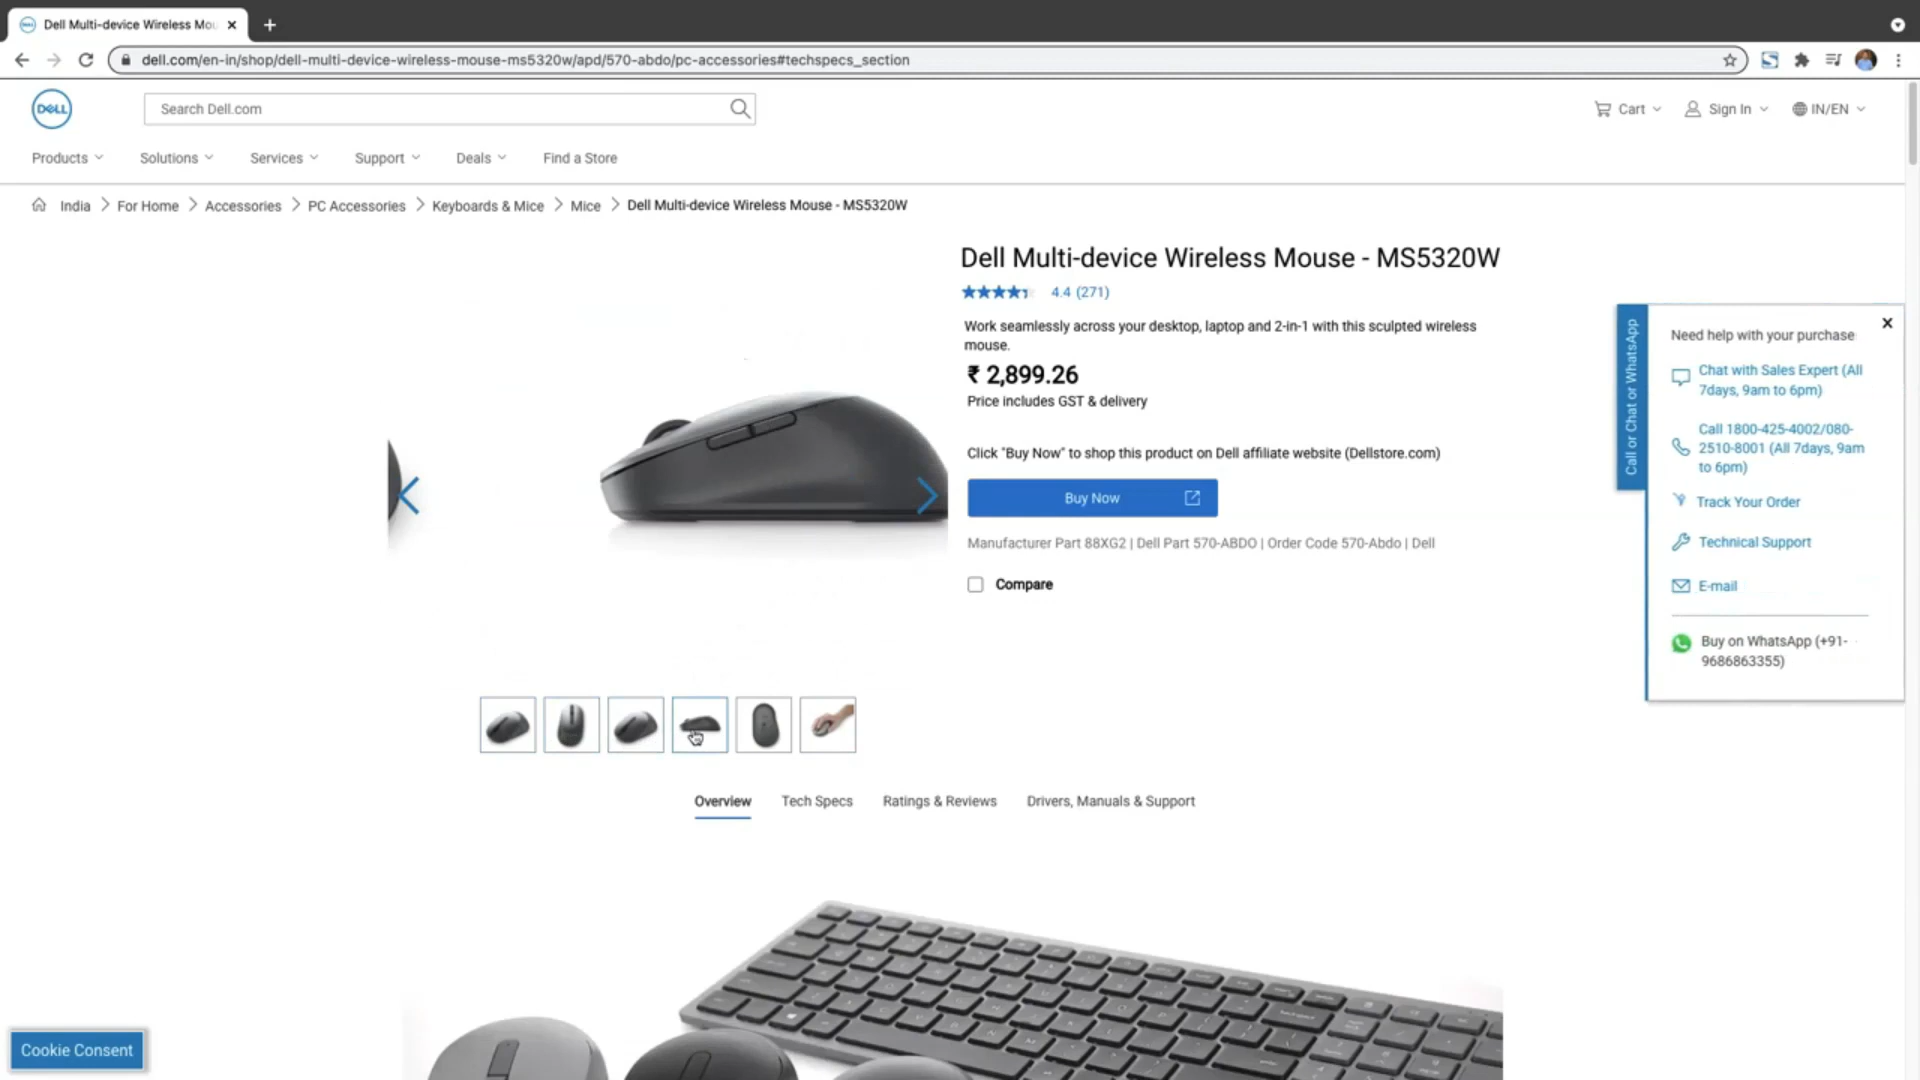 Dell Multi-device Wireless Mou
dell.com/en-in/shop/dell-multi-device-wireless-mouse-ms5320w/apd/570-abdo/pc-accessories#techspecs_section
DELL
Search Dell.com
Cart
Sign In
IN/EN
Products
Solutions
Services
Support
Deals
Find a Store
India
For Home
Accessories
PC Accessories
Keyboards & Mice
Mice
Dell Multi-device Wireless Mouse - MS5320W
Dell Multi-device Wireless Mouse - MS5320W
4.4 (271)
Work seamlessly across your desktop, laptop and 2-in-1 with this sculpted wireless
mouse.
₹ 2,899.26
Price includes GST & delivery
Click "Buy Now" to shop this product on Dell affiliate website (Dellstore.com)
Buy Now
Manufacturer Part 88XG2 | Dell Part 570-ABDO | Order Code 570-Abdo | Dell
Compare
Call or Chat or WhatsApp
Need help with your purchase
Chat with Sales Expert (All
7days, 9am to 6pm)
Call 1800-425-4002/080-
2510-8001 (All 7days, 9am
to 6pm)
Track Your Order
Technical Support
E-mail
Buy on WhatsApp (+91-
9686863355)
Overview
Tech Specs
Ratings & Reviews
Drivers, Manuals & Support
Cookie Consent